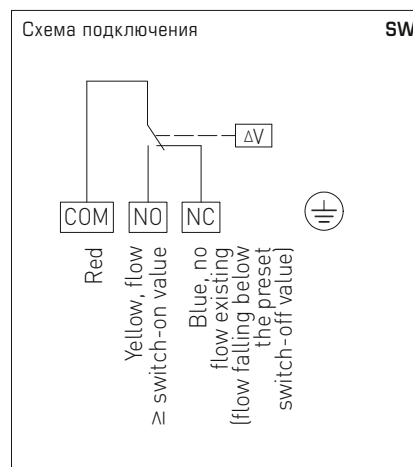 Схема подключения
SW
ΔV
COM
NO
NC
Red
Yellow, flow
≥ switch-on value
Blue, no
flow existing
(flow falling below
the preset
switch-off value)